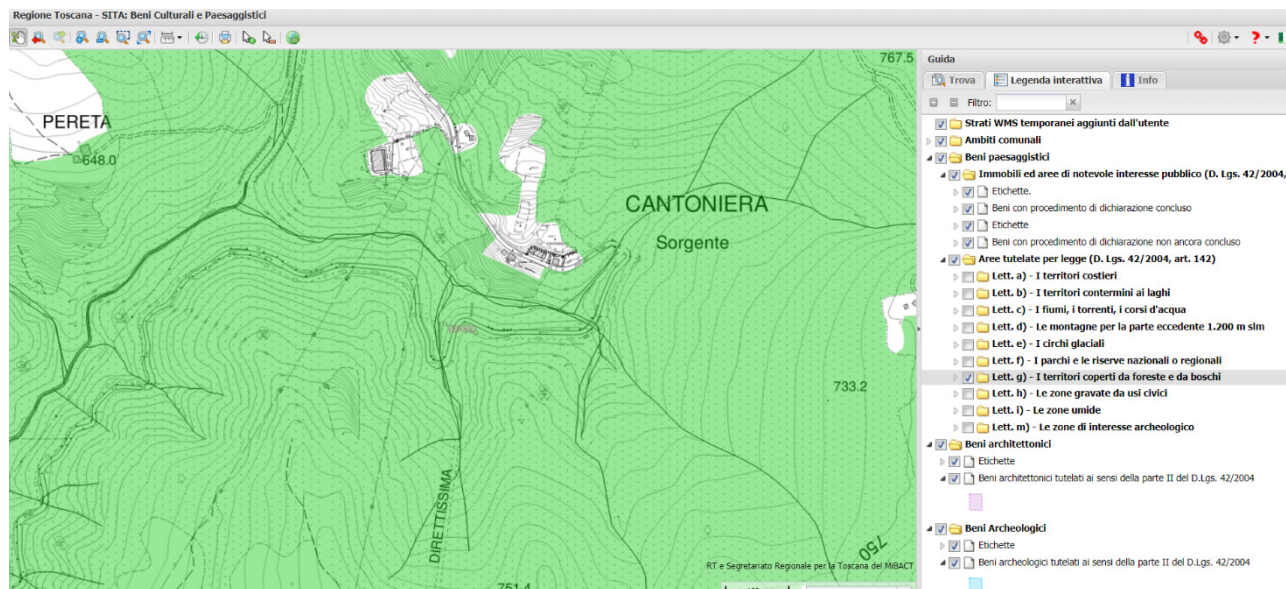 Regione Toscana - SITA: Beni Culturali e Paesaggistici
Guida
Trova
Legenda interattiva
Info
Filtro:
Strati WMS temporanei aggiunti dall'utente
Ambiti comunali
Beni paesaggistici
Immobili ed aree di notevole interesse pubblico (D. Lgs. 42/2004,
Etichette.
Beni con procedimento di dichiarazione concluso
Etichette
Beni con procedimento di dichiarazione non ancora concluso
Aree tutelate per legge (D. Lgs. 42/2004, art. 142)
Lett. a) - I territori costieri
Lett. b) - I territori contermini ai laghi
Lett. c) - I fiumi, i torrenti, i corsi d'acqua
Lett. d) - Le montagne per la parte eccedente 1.200 m slm
Lett. e) - I circhi glaciali
Lett. f) - I parchi e le riserve nazionali o regionali
Lett. g) - I territori coperti da foreste e da boschi
Lett. h) - Le zone gravate da usi civici
Lett. i) - Le zone umide
Lett. m) - Le zone di interesse archeologico
Beni architettonici
Etichette
Beni architettonici tutelati ai sensi della parte II del D.Lgs. 42/2004
Beni Archeologici
Etichette
Beni archeologici tutelati ai sensi della parte II del D.Lgs. 42/2004
767.5
PERETA
648.0
CANTONIERA
Sorgente
733.2
DIRETTISSIMA
750
RT e Segretariato Regionale per la Toscana del MiBACT
751.4